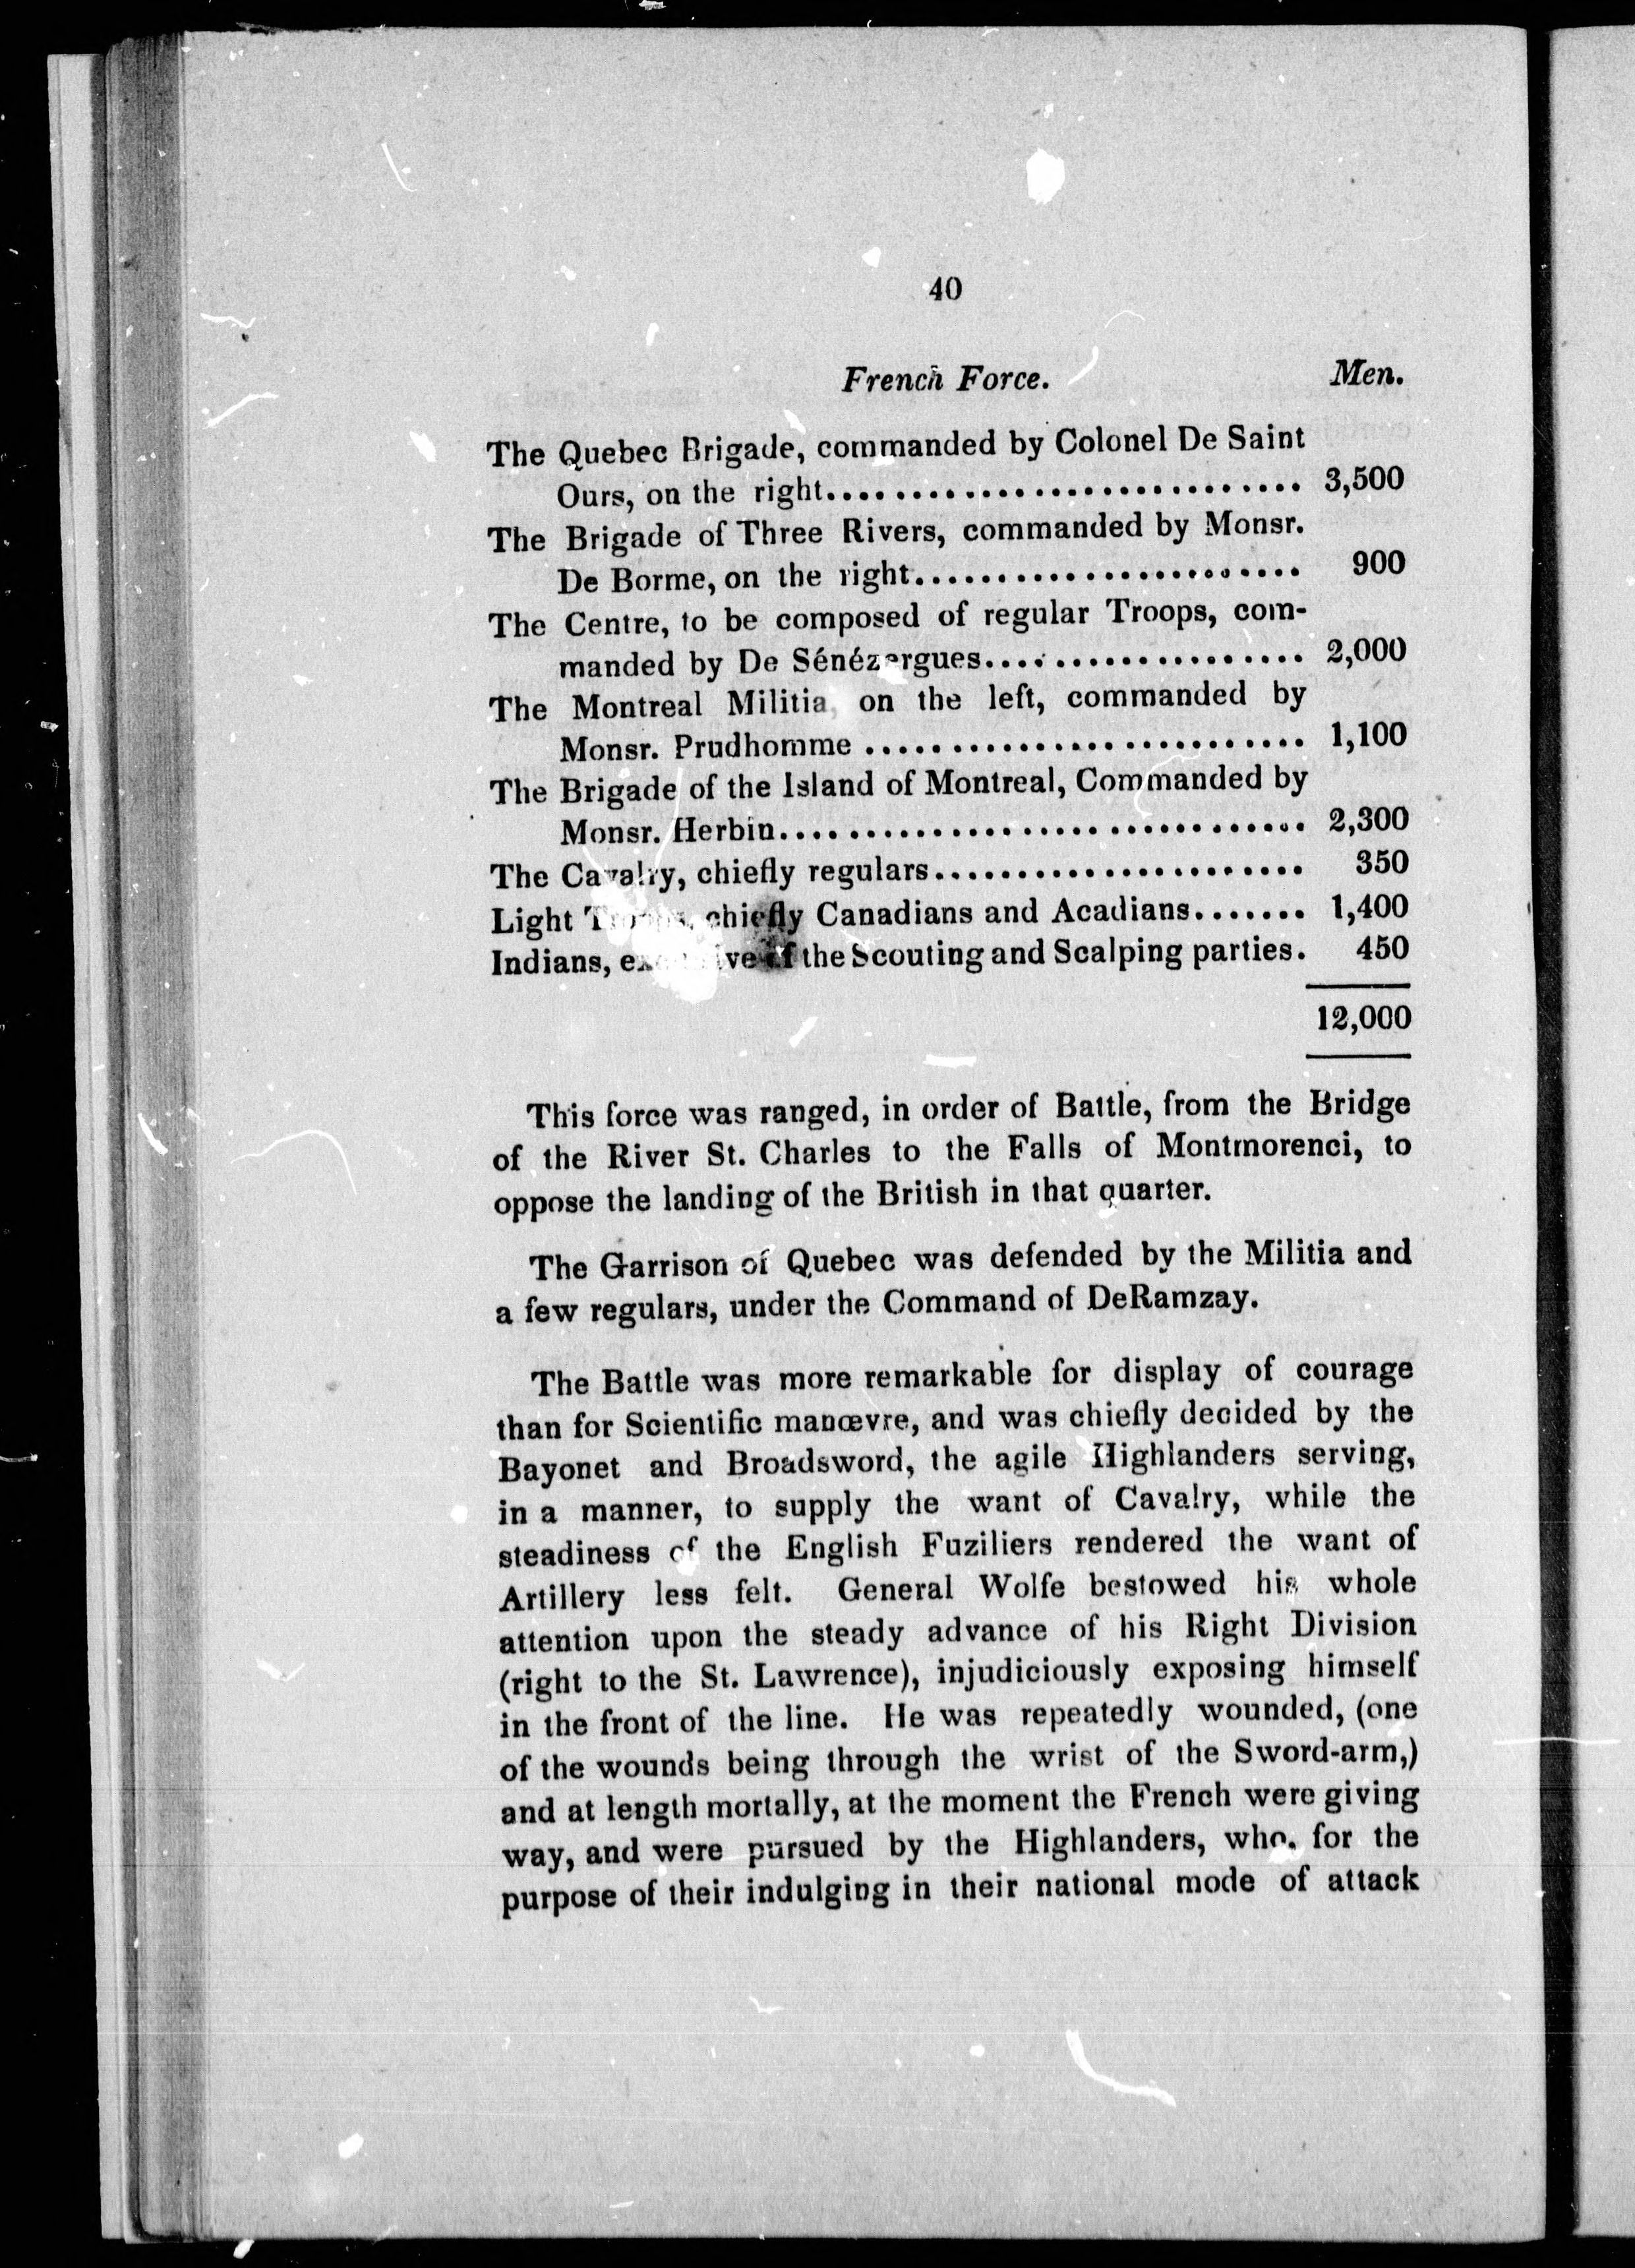 40
French Force. Men.
The Quebec Brigade, commanded by Colonel De Saint
Ours, on the right............................ 3,500
The Brigade of Three Rivers, commanded by Monsr.
De Borme, on the right....................... 900
The Centre, to be composed of regular Troops, com-
manded by De Sénézergues.................. 2,000
The Montreal Militia, on the left, commanded by
Monsr. Prudhomme .......................... 1,100
The Brigade of the Island of Montreal, Commanded by
Monsr. Herbin............................... 2,300
The Cavalry, chiefly regulars...................... 350
Light chiefly Canadians and Acadians....... 1,400
Indians, of the Scouting and Scalping parties. 450
12,000
This force was ranged, in order of Battle, from the Bridge
of the River St. Charles to the Falls of Montmorenci, to
oppose the landing of the British in that quarter.
The Garrison of Quebec was defended by the Militia and
a few regulars, under the Command of DeRamzay.
The Battle was more remarkable for display of courage
than for Scientific manœvre, and was chiefly decided by the
Bayonet and Broadsword, the agile Highlanders serving,
in a manner, to supply the want of Cavalry, while the
steadiness of the English Fuziliers rendered the want of
Artillery less felt. General Wolfe bestowed his whole
attention upon the steady advance of his Right Division
(right to the St. Lawrence), injudiciously exposing himself
in the front of the line. He was repeatedly wounded, (one
of the wounds being through the wrist of the Sword-arm,)
and at length mortally, at the moment the French were giving
way, and were pursued by the Highlanders, who, for the
purpose of their indulging in their national mode of attack